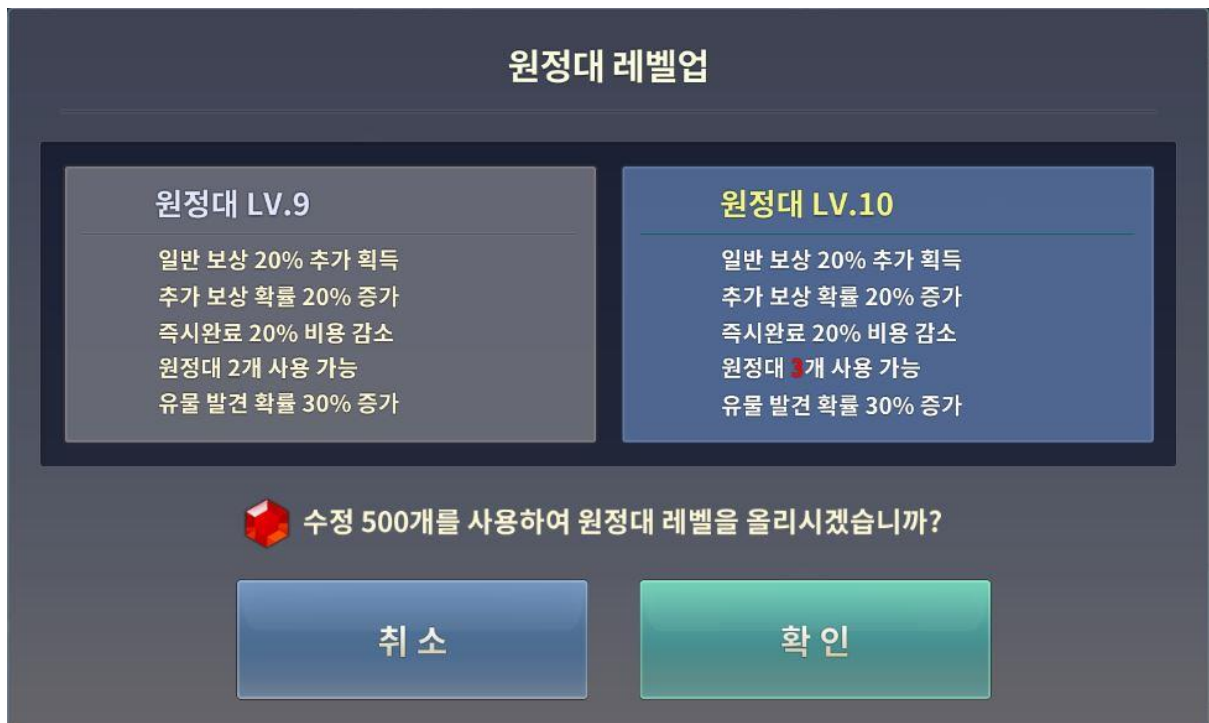 원정대 레벨업
원정대 LV.9
일반 보상 20% 추가 획득
추가 보상 확률 20% 증가
즉시완료 20% 비용 감소
원정대 2개 사용 가능
유물 발견 확률 30% 증가
원정대 LV.10
일반 보상 20% 추가 획득
추가 보상 확률 20% 증가
즉시완료 20% 비용 감소
원정대 3개 사용 가능
유물 발견 확률 30% 증가
수정 500개를 사용하여 원정대 레벨을 올리시겠습니까?
취 소
확 인